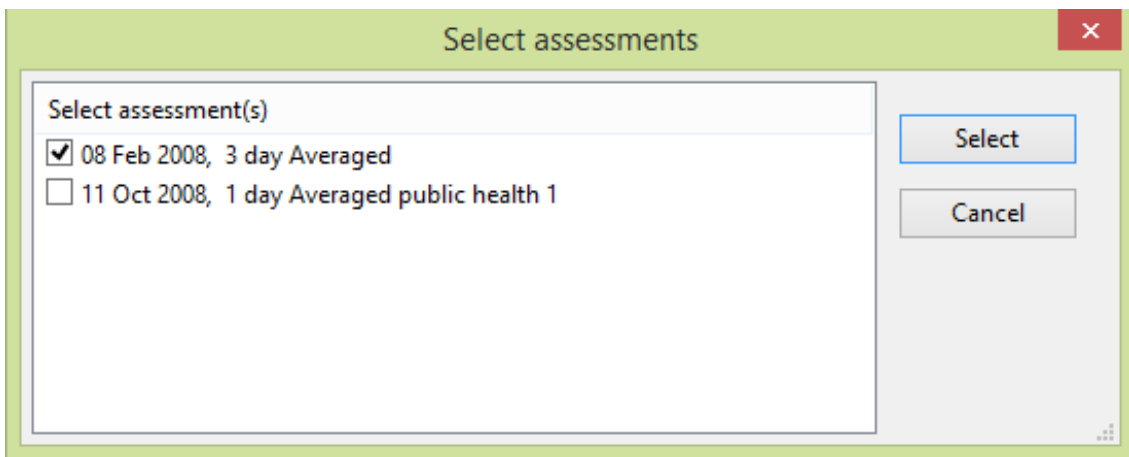 Select assessments
Select assessment(s)
08 Feb 2008,  3 day Averaged
11 Oct 2008,  1 day Averaged public health 1
Select
Cancel